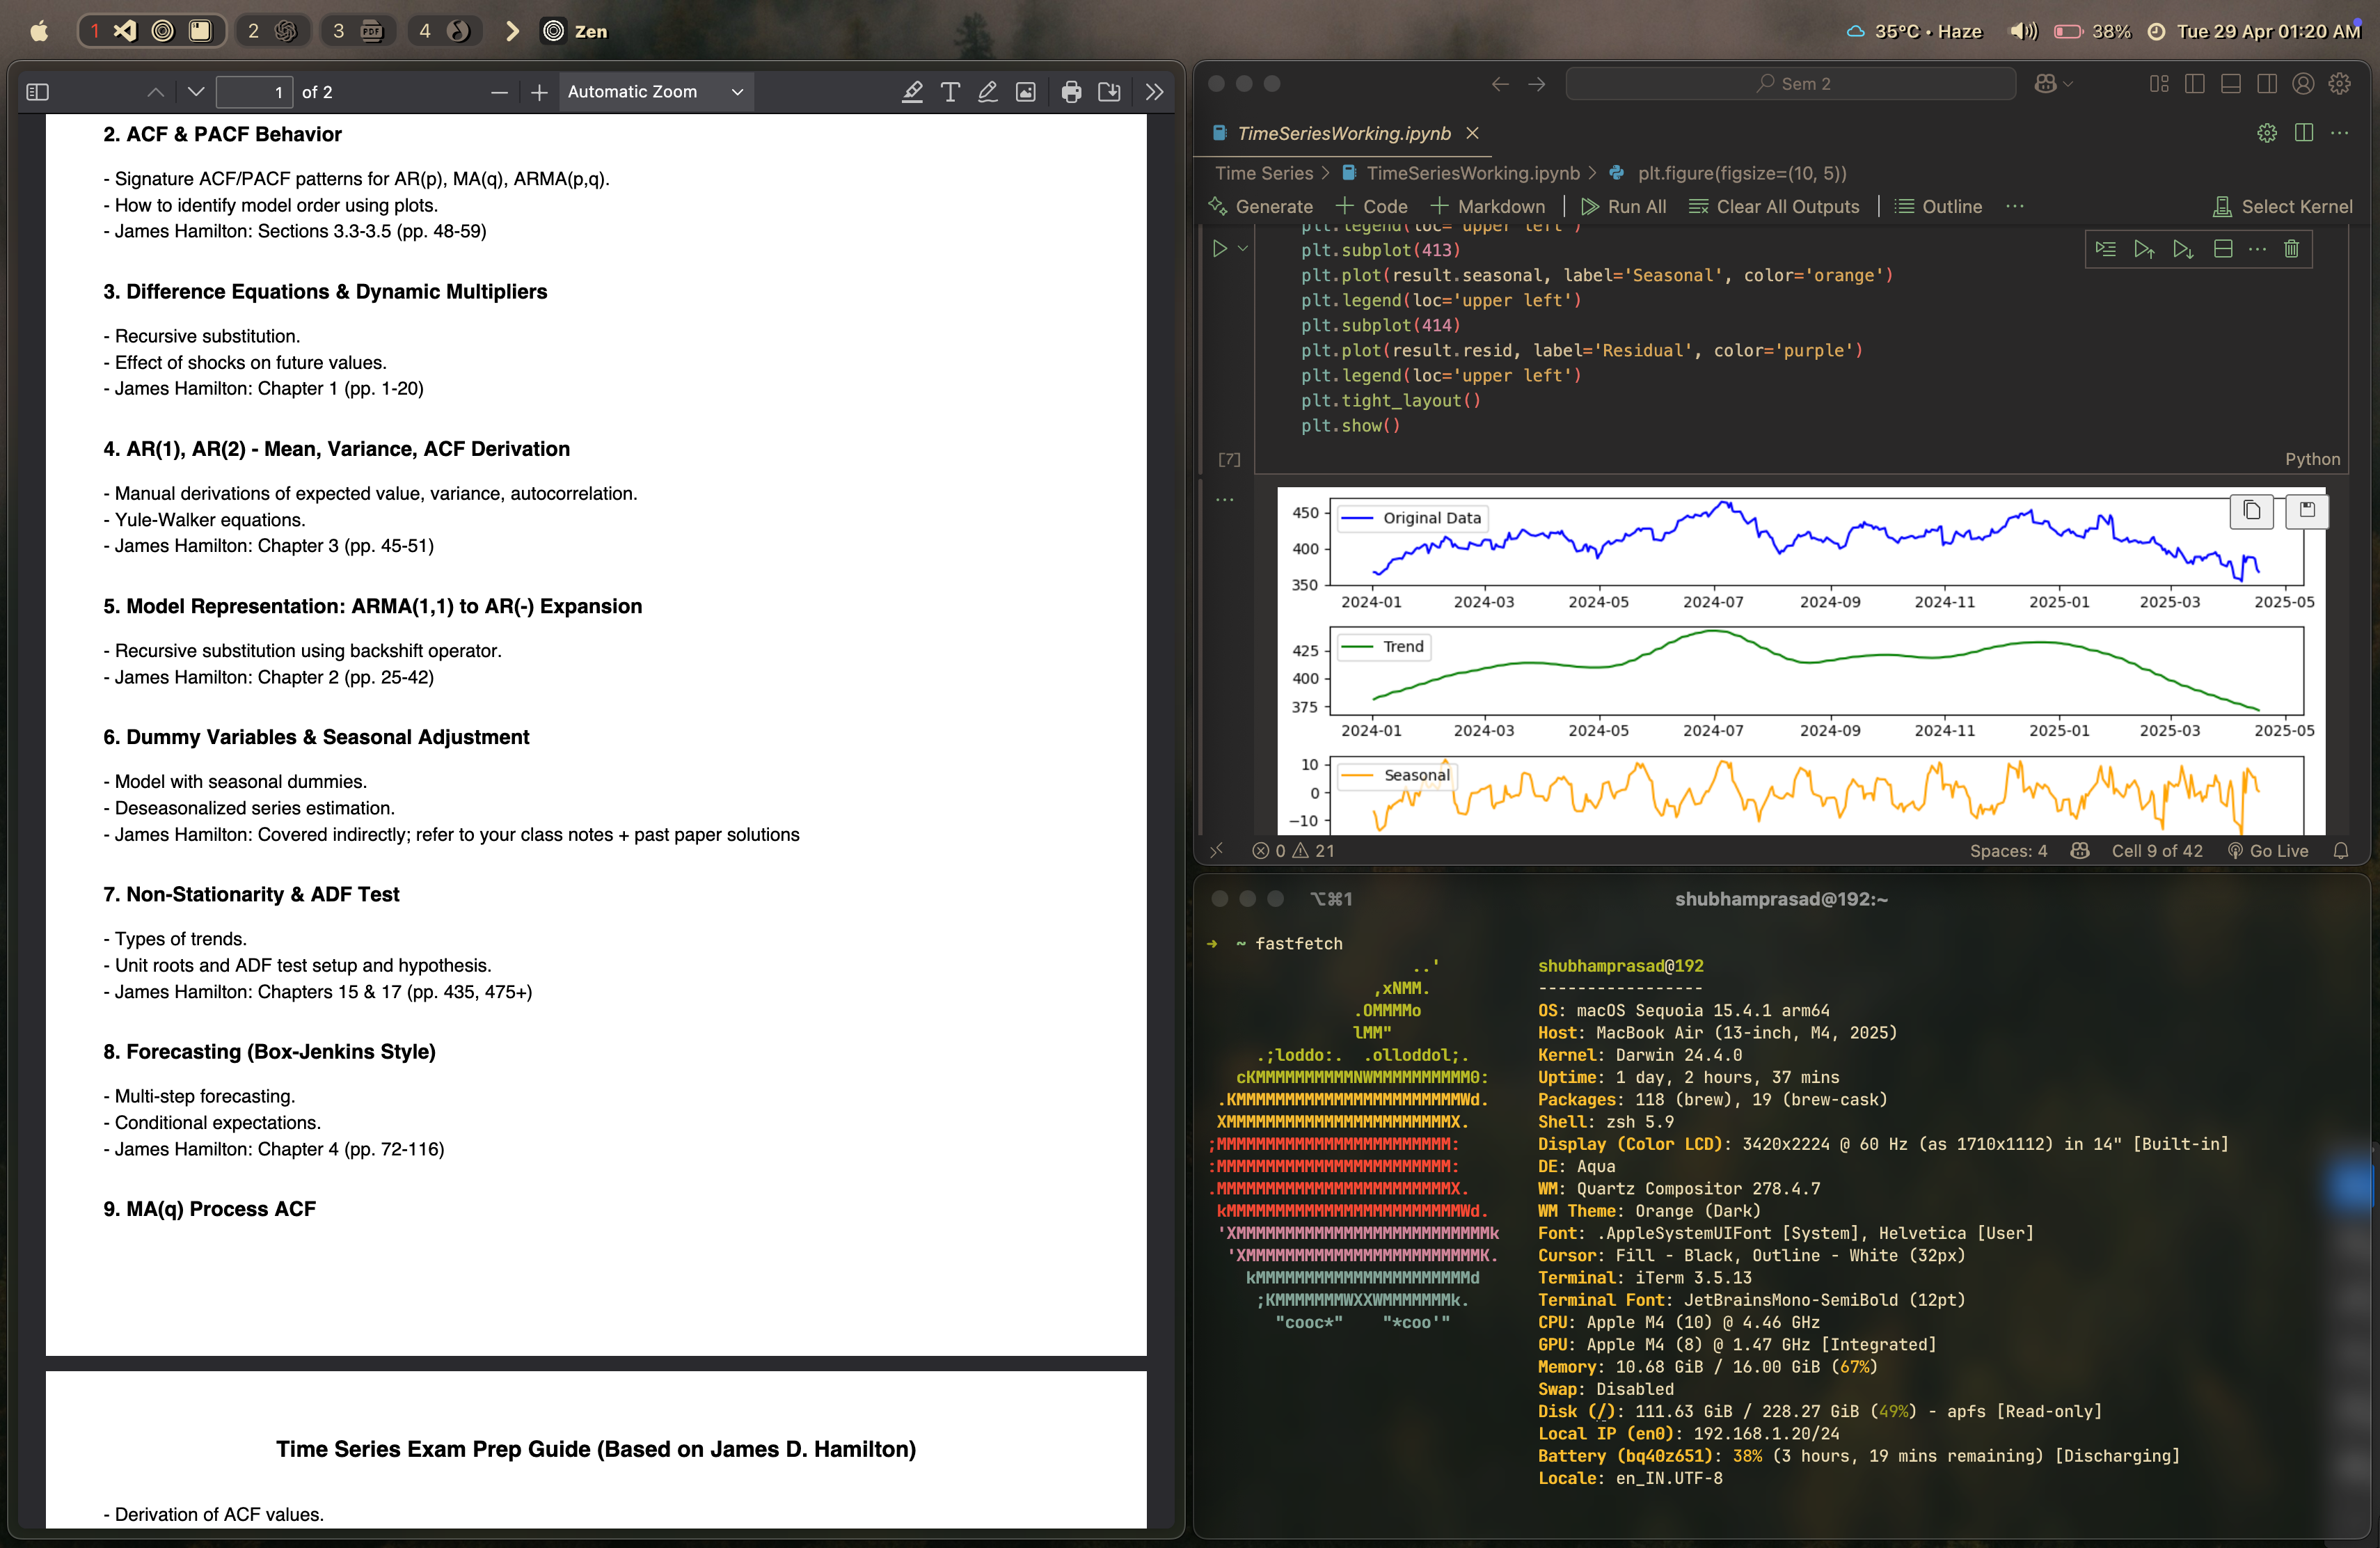 1 2 3 PDF 4 Zen
35°C • Haze 38% Tue 29 Apr 01:20 AM
1 of 2 Automatic Zoom
2. ACF & PACF Behavior
- Signature ACF/PACF patterns for AR(p), MA(q), ARMA(p,q).
- How to identify model order using plots.
- James Hamilton: Sections 3.3-3.5 (pp. 48-59)
3. Difference Equations & Dynamic Multipliers
- Recursive substitution.
- Effect of shocks on future values.
- James Hamilton: Chapter 1 (pp. 1-20)
4. AR(1), AR(2) - Mean, Variance, ACF Derivation
- Manual derivations of expected value, variance, autocorrelation.
- Yule-Walker equations.
- James Hamilton: Chapter 3 (pp. 45-51)
5. Model Representation: ARMA(1,1) to AR(-) Expansion
- Recursive substitution using backshift operator.
- James Hamilton: Chapter 2 (pp. 25-42)
6. Dummy Variables & Seasonal Adjustment
- Model with seasonal dummies.
- Deseasonalized series estimation.
- James Hamilton: Covered indirectly; refer to your class notes + past paper solutions
7. Non-Stationarity & ADF Test
- Types of trends.
- Unit roots and ADF test setup and hypothesis.
- James Hamilton: Chapters 15 & 17 (pp. 435, 475+)
8. Forecasting (Box-Jenkins Style)
- Multi-step forecasting.
- Conditional expectations.
- James Hamilton: Chapter 4 (pp. 72-116)
9. MA(q) Process ACF
Time Series Exam Prep Guide (Based on James D. Hamilton)
- Derivation of ACF values.
Sem 2
TimeSeriesWorking.ipynb
Time Series > TimeSeriesWorking.ipynb > plt.figure(figsize=(10, 5))
Generate + Code + Markdown Run All Clear All Outputs Outline ... Select Kernel
plt.legend(loc='upper left')
plt.subplot(413)
plt.plot(result.seasonal, label='Seasonal', color='orange')
plt.legend(loc='upper left')
plt.subplot(414)
plt.plot(result.resid, label='Residual', color='purple')
plt.legend(loc='upper left')
plt.tight_layout()
plt.show()
[7] Python
Original Data
450
400
350
2024-01 2024-03 2024-05 2024-07 2024-09 2024-11 2025-01 2025-03 2025-05
Trend
425
400
375
2024-01 2024-03 2024-05 2024-07 2024-09 2024-11 2025-01 2025-03 2025-05
Seasonal
10
0
−10
0 21 Spaces: 4 Cell 9 of 42 Go Live
⌥⌘1 shubhamprasad@192:~
➜ ~ fastfetch
..'
,xNMM.
.OMMMMo
lMM"
.;loddo:. .olloddol;.
cKMMMMMMMMMMNWMMMMMMMMMM0:
.KMMMMMMMMMMMMMMMMMMMMMMMWd.
XMMMMMMMMMMMMMMMMMMMMMMMX.
;MMMMMMMMMMMMMMMMMMMMMMMM:
:MMMMMMMMMMMMMMMMMMMMMMMM:
.MMMMMMMMMMMMMMMMMMMMMMMMX.
kMMMMMMMMMMMMMMMMMMMMMMMMWd.
'XMMMMMMMMMMMMMMMMMMMMMMMMMMk
'XMMMMMMMMMMMMMMMMMMMMMMMMK.
kMMMMMMMMMMMMMMMMMMMMMMd
;KMMMMMMMWXXWMMMMMMMk.
"cooc*" "*coo'"
shubhamprasad@192
-----------------
OS: macOS Sequoia 15.4.1 arm64
Host: MacBook Air (13-inch, M4, 2025)
Kernel: Darwin 24.4.0
Uptime: 1 day, 2 hours, 37 mins
Packages: 118 (brew), 19 (brew-cask)
Shell: zsh 5.9
Display (Color LCD): 3420x2224 @ 60 Hz (as 1710x1112) in 14" [Built-in]
DE: Aqua
WM: Quartz Compositor 278.4.7
WM Theme: Orange (Dark)
Font: .AppleSystemUIFont [System], Helvetica [User]
Cursor: Fill - Black, Outline - White (32px)
Terminal: iTerm 3.5.13
Terminal Font: JetBrainsMono-SemiBold (12pt)
CPU: Apple M4 (10) @ 4.46 GHz
GPU: Apple M4 (8) @ 1.47 GHz [Integrated]
Memory: 10.68 GiB / 16.00 GiB (67%)
Swap: Disabled
Disk (/): 111.63 GiB / 228.27 GiB (49%) - apfs [Read-only]
Local IP (en0): 192.168.1.20/24
Battery (bq40z651): 38% (3 hours, 19 mins remaining) [Discharging]
Locale: en_IN.UTF-8